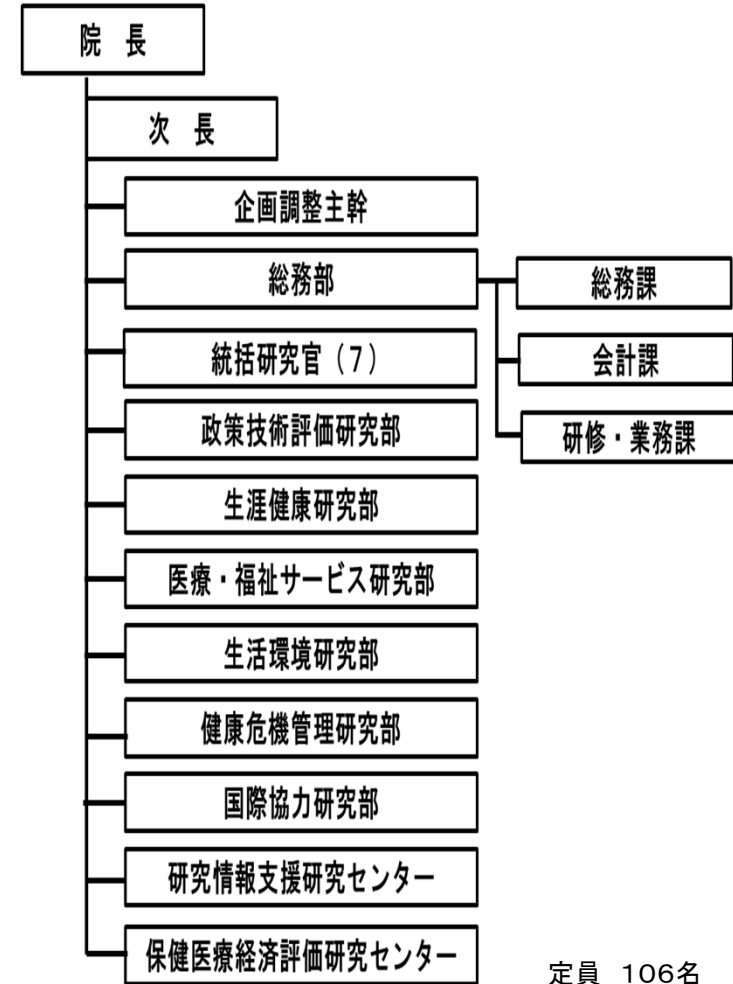 院 長
次 長
企画調整主幹
総務部
総務課
会計課
研修・業務課
統括研究官(7)
政策技術評価研究部
生涯健康研究部
医療・福祉サービス研究部
生活環境研究部
健康危機管理研究部
国際協力研究部
研究情報支援研究センター
保健医療経済評価研究センター
定員 106名